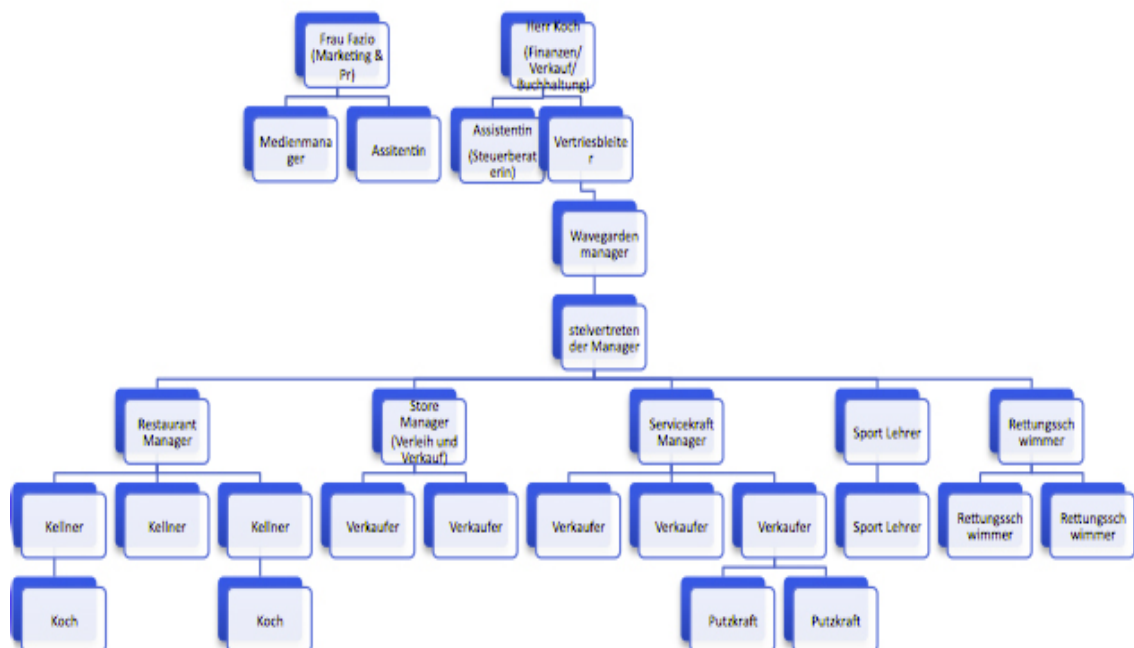 Frau Fazio
(Marketing &
Pr)
Herr Koch
(Finanzen/
Verkauf/
Buchhaltung)
Medienmana
ger
Assitentin
Assistentin
(Steuerberat
erin)
Vertriesbleite
r
Wavegarden
manager
stelvertreten
der Manager
Restaurant
Manager
Store
Manager
(Verleih und
Verkauf)
Servicekraft
Manager
Sport Lehrer
Rettungssch
wimmer
Kellner
Kellner
Kellner
Verkaufer
Verkaufer
Verkaufer
Verkaufer
Verkaufer
Sport Lehrer
Rettungssch
wimmer
Rettungssch
wimmer
Koch
Koch
Putzkraft
Putzkraft